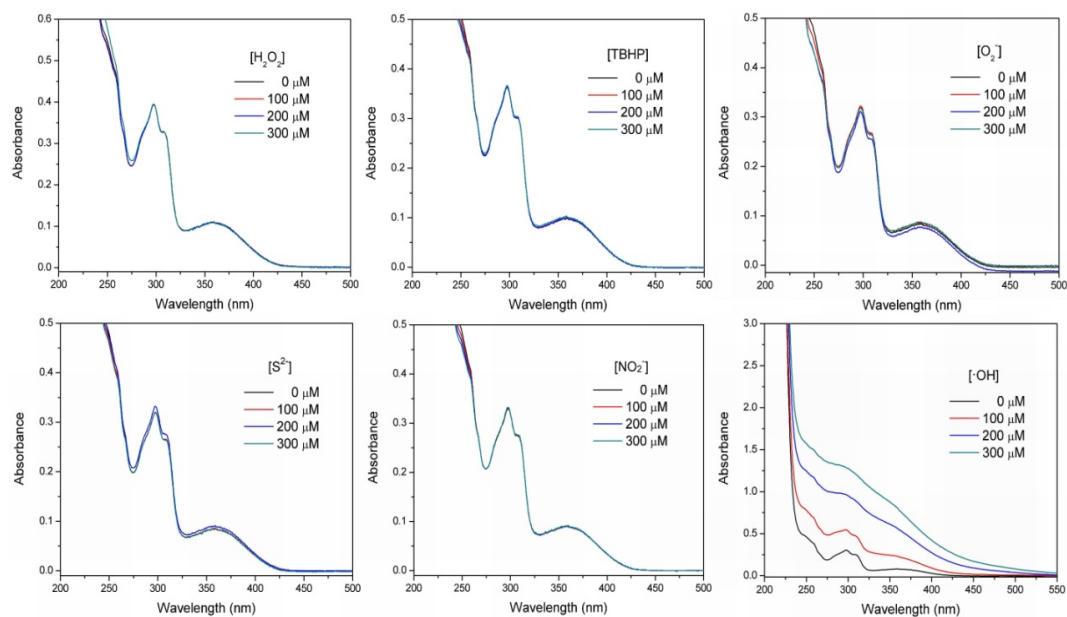 0.6
0.5
0.4
0.3
0.2
0.1
0.0
Absorbance
[H₂O₂]
0 μM
100 μM
200 μM
300 μM
200 250 300 350 400 450 500
Wavelength (nm)
0.5
0.4
0.3
0.2
0.1
0.0
Absorbance
[TBHP]
0 μM
100 μM
200 μM
300 μM
200 250 300 350 400 450 500
Wavelength (nm)
0.5
0.4
0.3
0.2
0.1
0.0
Absorbance
[O₂⁻]
0 μM
100 μM
200 μM
300 μM
200 250 300 350 400 450 500
Wavelength (nm)
0.5
0.4
0.3
0.2
0.1
0.0
Absorbance
[S²⁻]
0 μM
100 μM
200 μM
300 μM
200 250 300 350 400 450 500
Wavelength (nm)
0.5
0.4
0.3
0.2
0.1
0.0
Absorbance
[NO₂⁻]
0 μM
100 μM
200 μM
300 μM
200 250 300 350 400 450 500
Wavelength (nm)
3.0
2.5
2.0
1.5
1.0
0.5
0.0
Absorbance
[·OH]
0 μM
100 μM
200 μM
300 μM
200 250 300 350 400 450 500 550
Wavelength (nm)